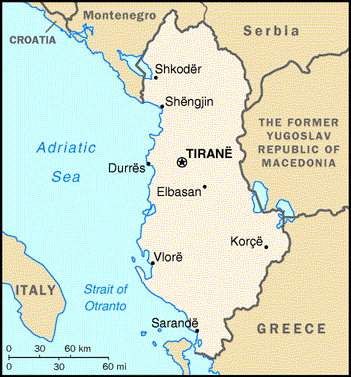 Montenegro
CROATIA
Serbia
Shkodër
Shëngjin
THE FORMER
YUGOSLAV
REPUBLIC OF
MACEDONIA
Adriatic
Sea
TIRANË
Durrës
Elbasan
Korçë
Vlorë
ITALY
Strait of
Otranto
Sarandë
GREECE
0 30 60 km
0 30 60 mi